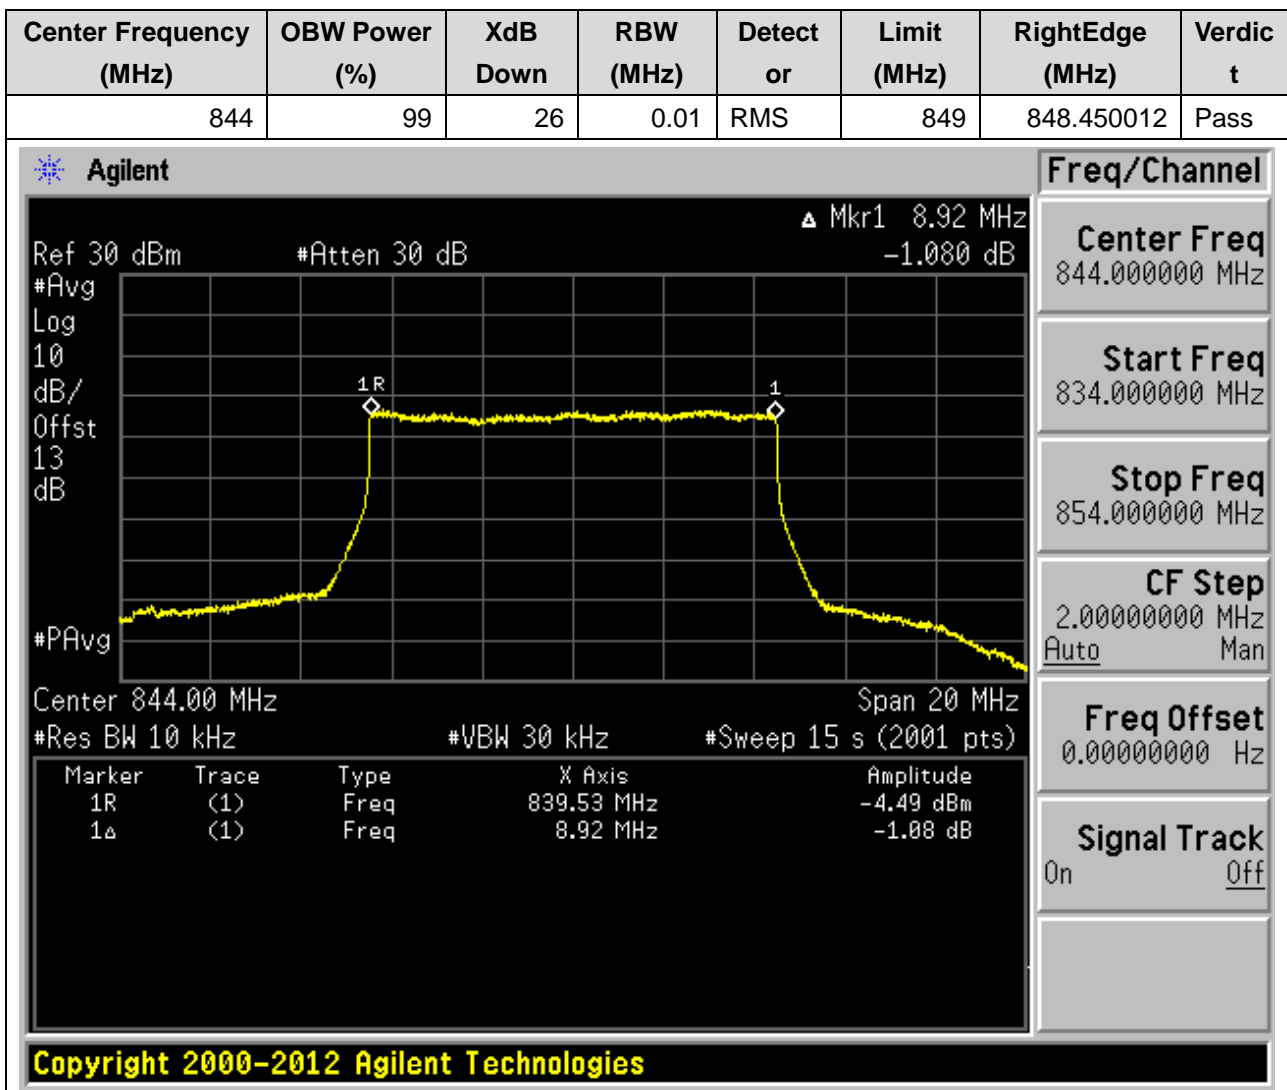 Center Frequency (MHz) OBW Power (%) XdB Down RBW (MHz) Detect or Limit (MHz) RightEdge (MHz) Verdic t
844 99 26 0.01 RMS 849 848.450012 Pass
Agilent Freq/Channel
Δ Mkr1 8.92 MHz
Ref 30 dBm #Atten 30 dB -1.080 dB
#Avg
Log
10
dB/
Offst
13
dB
#PAvg
1R
1
Center 844.00 MHz Span 20 MHz
#Res BW 10 kHz #VBW 30 kHz #Sweep 15 s (2001 pts)
Marker Trace Type X Axis Amplitude
1R (1) Freq 839.53 MHz -4.49 dBm
1Δ (1) Freq 8.92 MHz -1.08 dB
Center Freq
844.000000 MHz
Start Freq
834.000000 MHz
Stop Freq
854.000000 MHz
CF Step
2.00000000 MHz
Auto Man
Freq Offset
0.00000000 Hz
Signal Track
On Off
Copyright 2000-2012 Agilent Technologies